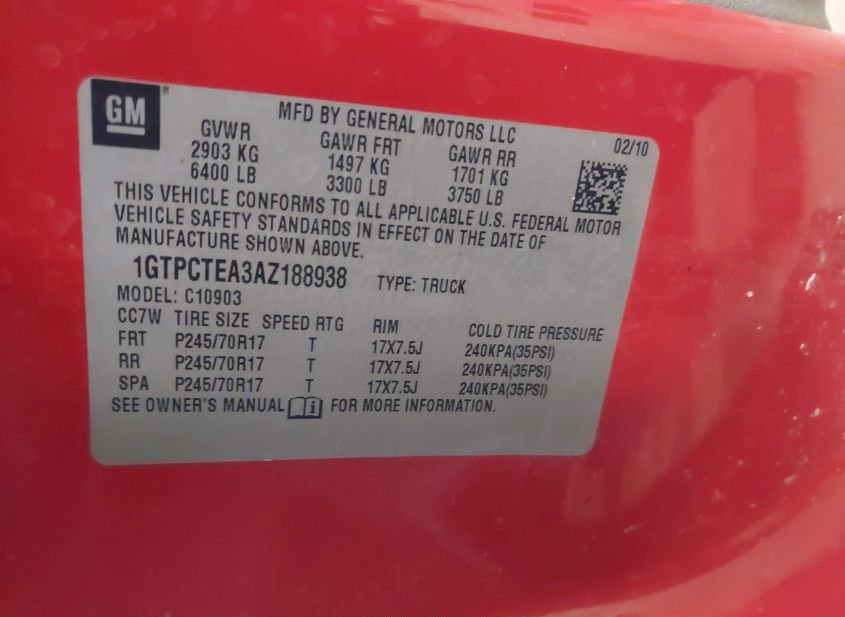 GM®
MFD BY GENERAL MOTORS LLC
02/10
GVWR GAWR FRT GAWR RR
2903 KG 1497 KG 1701 KG
6400 LB 3300 LB 3750 LB
THIS VEHICLE CONFORMS TO ALL APPLICABLE U.S. FEDERAL MOTOR
VEHICLE SAFETY STANDARDS IN EFFECT ON THE DATE OF
MANUFACTURE SHOWN ABOVE.
1GTPCTEA3AZ188938 TYPE: TRUCK
MODEL: C10903
CC7W TIRE SIZE SPEED RTG RIM COLD TIRE PRESSURE
FRT P245/70R17 T 17X7.5J 240KPA(35PSI)
RR P245/70R17 T 17X7.5J 240KPA(35PSI)
SPA P245/70R17 T 17X7.5J 240KPA(35PSI)
SEE OWNER'S MANUAL i FOR MORE INFORMATION.